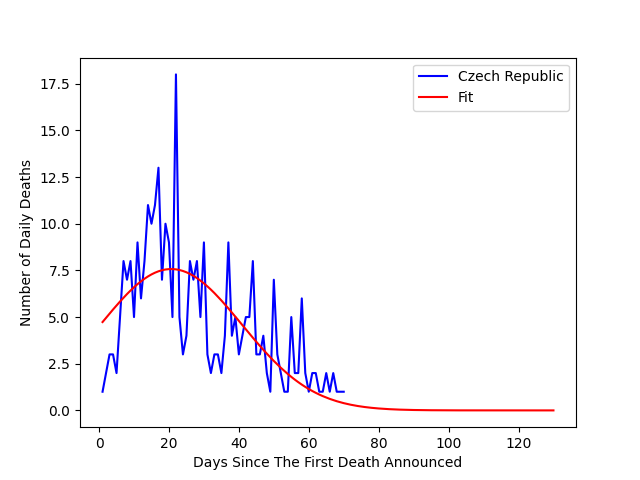 Czech Republic
Fit
17.5
15.0
12.5
10.0
7.5
5.0
2.5
0.0
Number of Daily Deaths
0 20 40 60 80 100 120
Days Since The First Death Announced